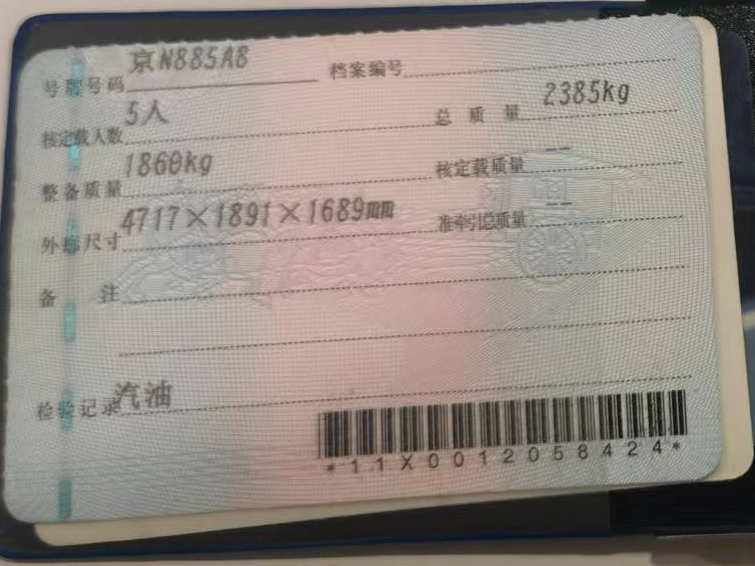 号牌号码 京N885A8 档案编号
核定载人数 5人 总质量 2385kg
整备质量 1860kg 核定载质量 --
外廓尺寸 4717×1891×1689mm 准牵引总质量 --
备注
检验记录 汽油
*11X0012058424*